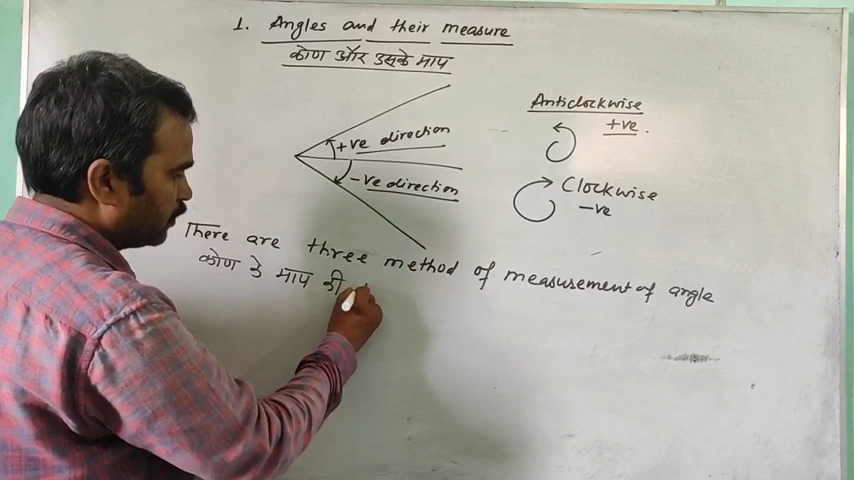 1. Angles and their measure
कोण और उसके माप
+ve direction
-ve direction
Anticlockwise
+ve.
Clockwise
-ve
There are three method of measurement of angle
कोण के माप की